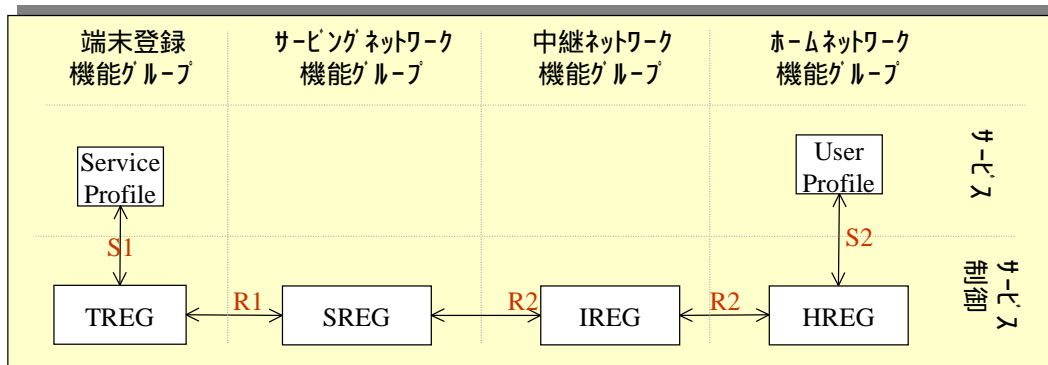 端末登録
機能グループ
サービングネットワーク
機能グループ
中継ネットワーク
機能グループ
ホームネットワーク
機能グループ
Service
Profile
User
Profile
サービス
S1
S2
サービス
制御
TREG
R1
SREG
R2
IREG
R2
HREG